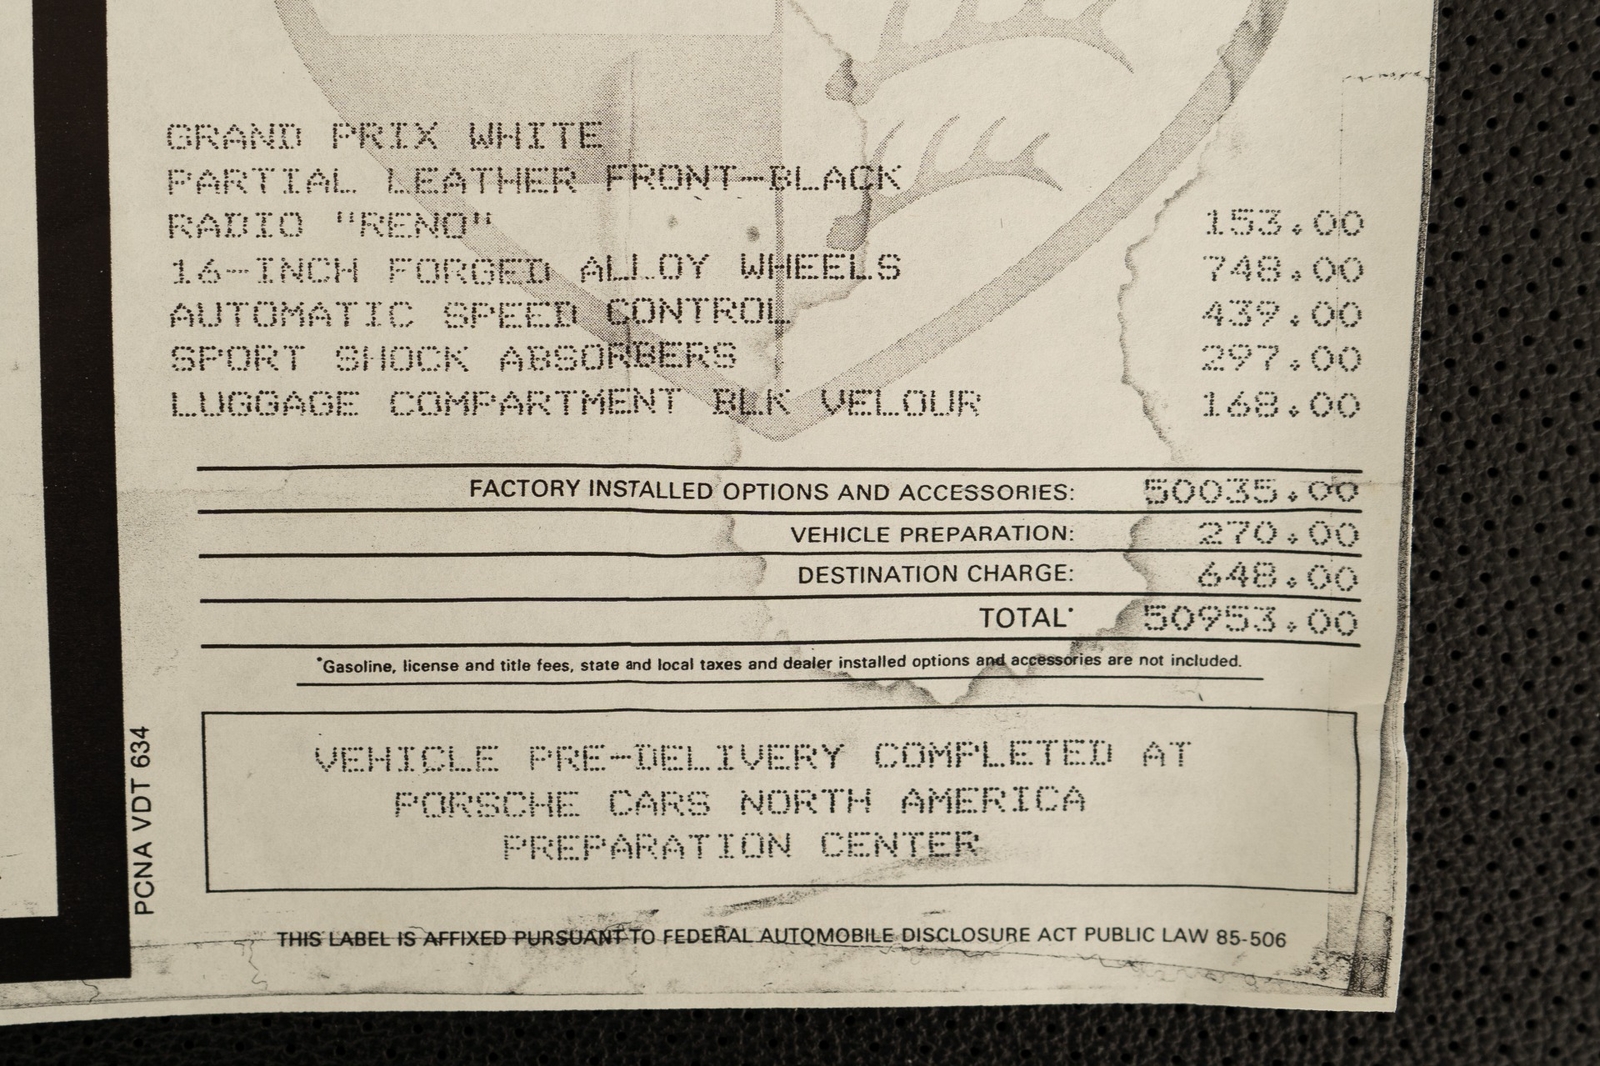 GRAND PRIX WHITE
PARTIAL LEATHER FRONT-BLACK
RADIO "RENO" 153.00
16-INCH FORGED ALLOY WHEELS 748.00
AUTOMATIC SPEED CONTROL 439.00
SPORT SHOCK ABSORBERS 297.00
LUGGAGE COMPARTMENT BLK VELOUR 168.00
FACTORY INSTALLED OPTIONS AND ACCESSORIES: 50035.00
VEHICLE PREPARATION: 270.00
DESTINATION CHARGE: 648.00
TOTAL* 50953.00
*Gasoline, license and title fees, state and local taxes and dealer installed options and accessories are not included.
VEHICLE PRE-DELIVERY COMPLETED AT
PORSCHE CARS NORTH AMERICA
PREPARATION CENTER
PCNA VDT 634
THIS LABEL IS AFFIXED PURSUANT TO FEDERAL AUTOMOBILE DISCLOSURE ACT PUBLIC LAW 85-506